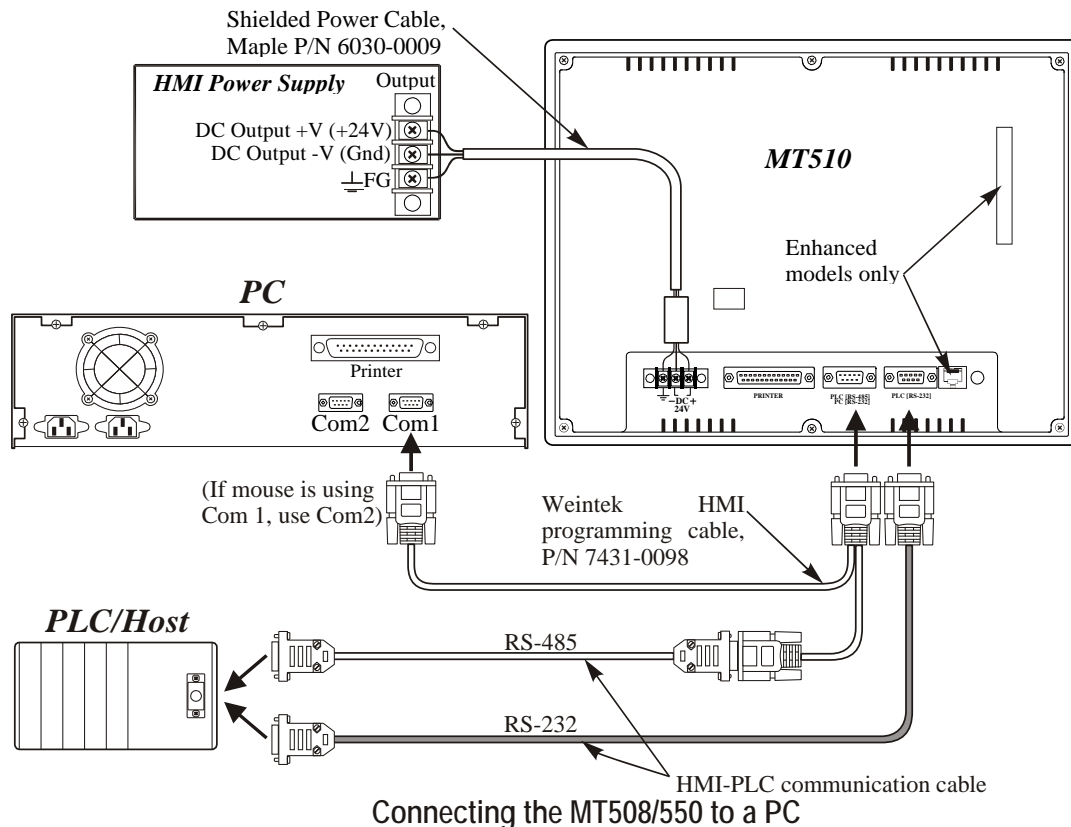 Shielded Power Cable,
Maple P/N 6030-0009
HMI Power Supply
Output
DC Output +V (+24V)
DC Output -V (Gnd)
FG
MT510
Enhanced
models only
PC
Printer
Com2
Com1
−DC+
24V
PRINTER
PLC [RS-485]
PC [RS-232]
PLC [RS-232]
(If mouse is using
Com 1, use Com2)
Weintek HMI
programming cable,
P/N 7431-0098
PLC/Host
RS-485
RS-232
HMI-PLC communication cable
Connecting the MT508/550 to a PC